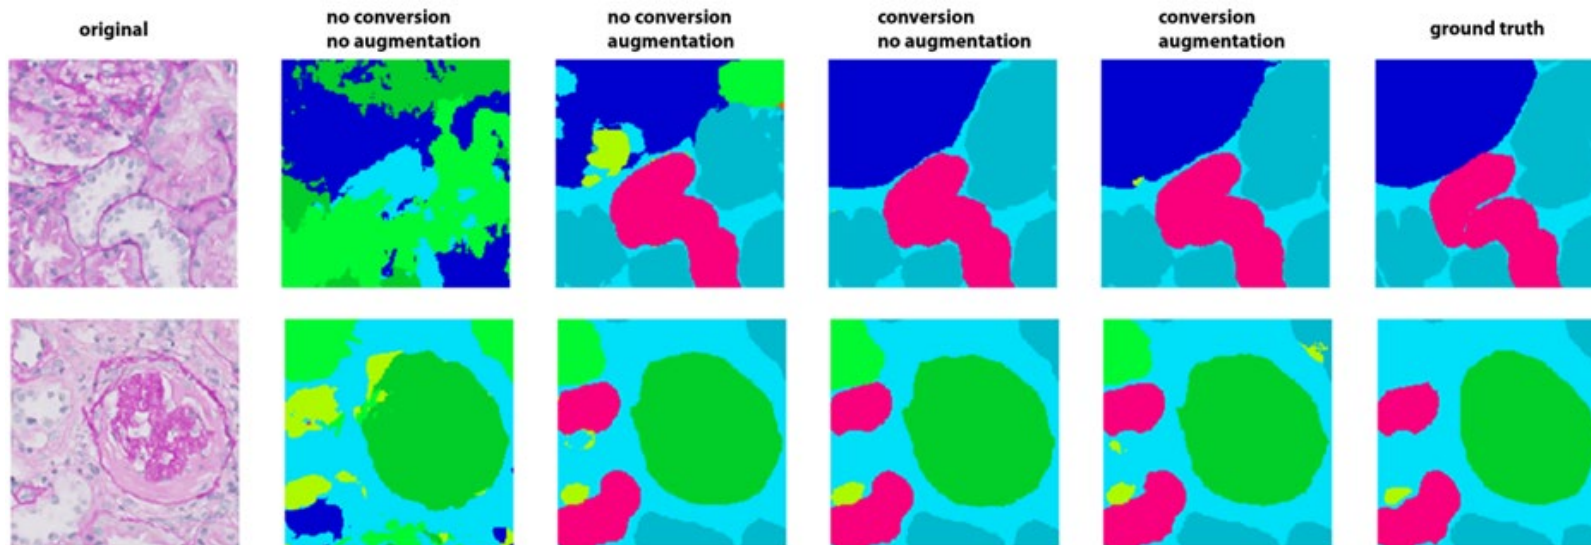 original
no conversion
no augmentation
no conversion
augmentation
conversion
no augmentation
conversion
augmentation
ground truth